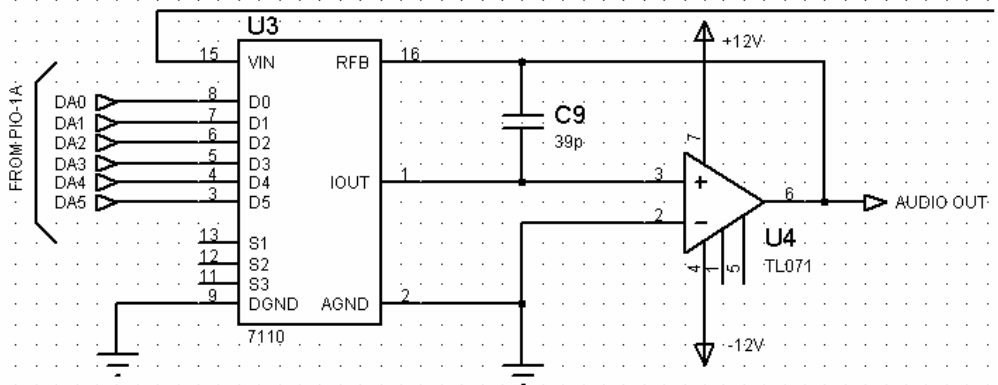 U3
15
VIN
RFB
16
+12V
FROM PIO-1A
DA0
8
D0
DA1
7
D1
DA2
6
D2
DA3
5
D3
DA4
4
D4
DA5
3
D5
C9
39p
7
IOUT
1
3
+
2
−
6
AUDIO OUT
U4
TL071
4
1
5
13
S1
12
S2
11
S3
9
DGND
AGND
2
7110
-12V